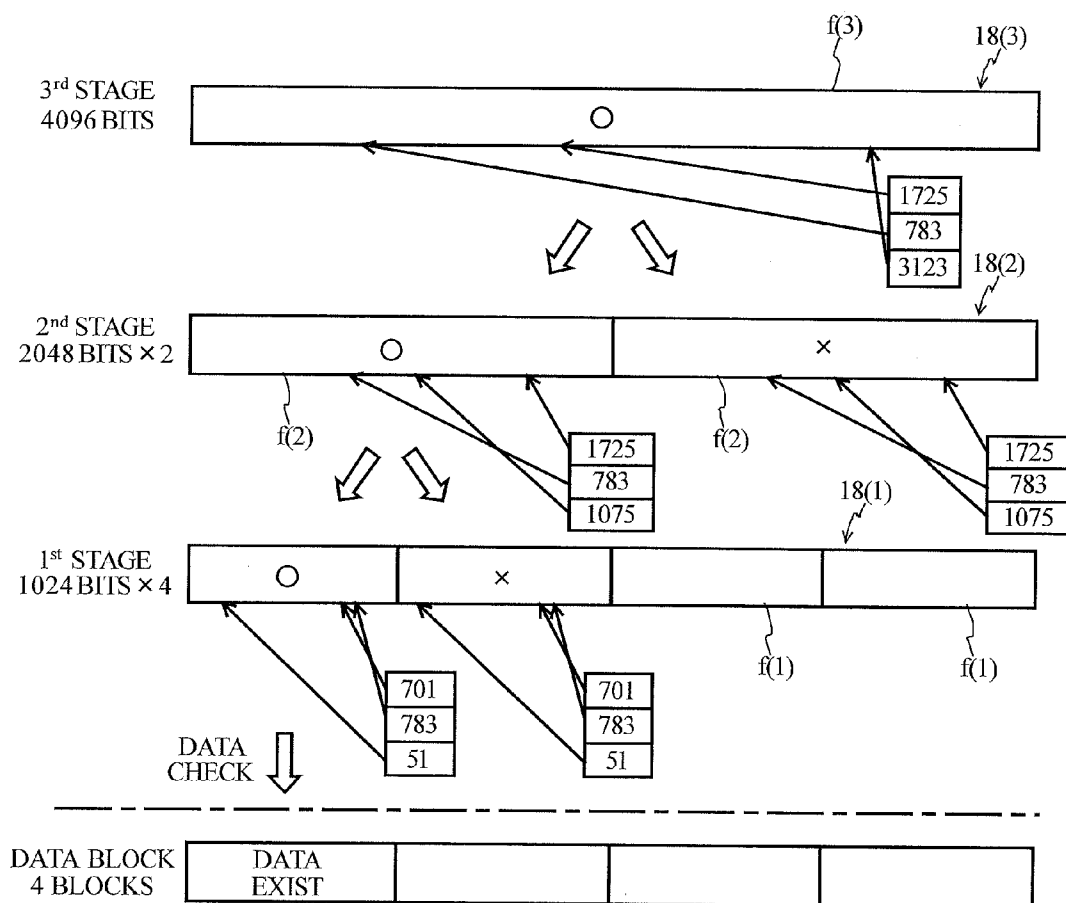 f(3)
18(3)
3rd STAGE
4096 BITS
○
1725
783
3123
18(2)
2nd STAGE
2048 BITS × 2
○
×
f(2)
f(2)
1725
783
1075
1725
783
1075
18(1)
1st STAGE
1024 BITS × 4
○
×
f(1)
f(1)
701
783
51
701
783
51
DATA
CHECK
DATA BLOCK
4 BLOCKS
DATA
EXIST